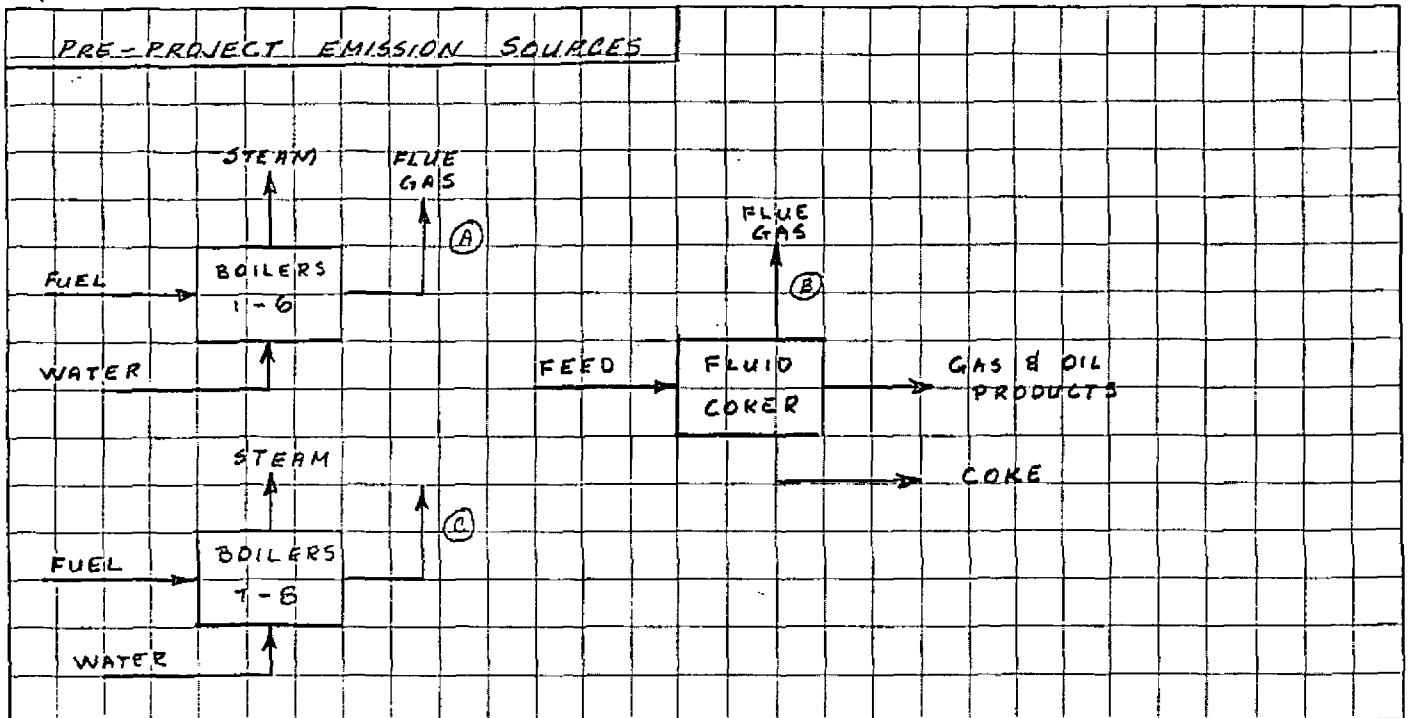 PRE-PROJECT EMISSION SOURCES
STEAM
FLUE
GAS
(A)
FUEL
BOILERS
1-6
WATER
FLUE
GAS
(B)
FEED
FLUID
COKER
GAS & OIL
PRODUCTS
COKE
STEAM
(C)
FUEL
BOILERS
7-8
WATER